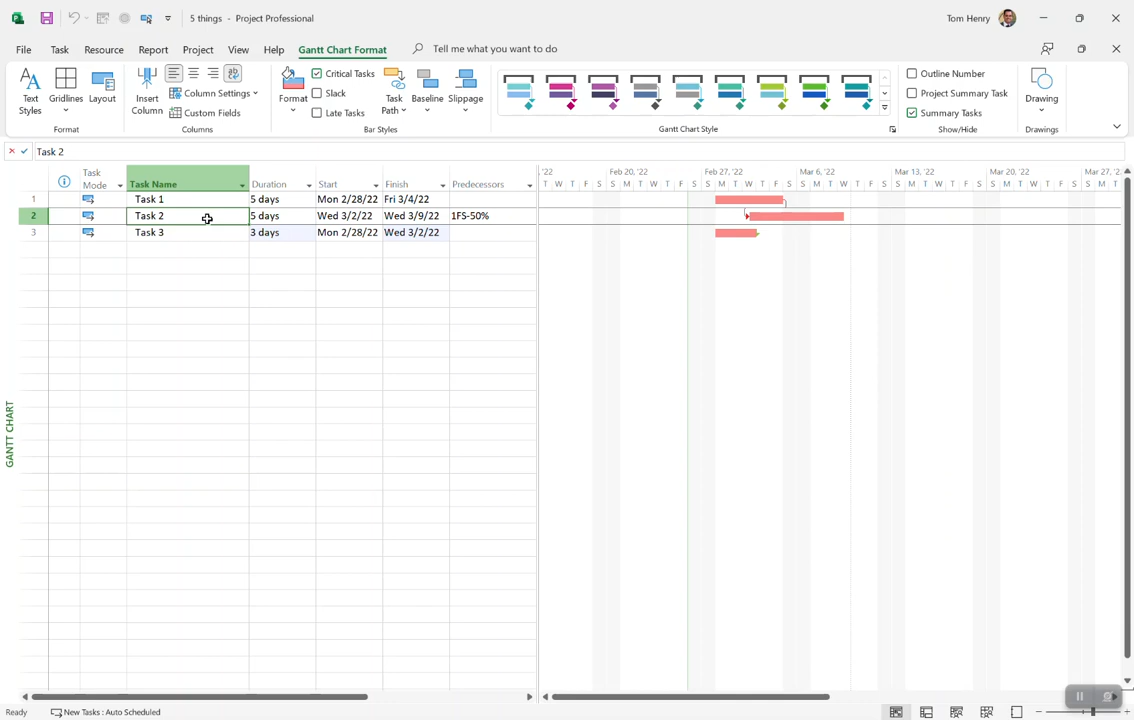 5 things - Project Professional
Tom Henry
File Task Resource Report Project View Help Gantt Chart Format Tell me what you want to do
Text Styles
Gridlines
Layout
Format
Insert Column
Column Settings
Custom Fields
Columns
Format
Critical Tasks
Slack
Late Tasks
Task Path
Baseline
Slippage
Bar Styles
Gantt Chart Style
Outline Number
Project Summary Task
Summary Tasks
Show/Hide
Drawing
Drawings
Task 2
Task Mode Task Name Duration Start Finish Predecessors
1 Task 1 5 days Mon 2/28/22 Fri 3/4/22
2 Task 2 5 days Wed 3/2/22 Wed 3/9/22 1FS-50%
3 Task 3 3 days Mon 2/28/22 Wed 3/2/22
'22 Feb 20, '22 Feb 27, '22 Mar 6, '22 Mar 13, '22 Mar 20, '22 Mar 27, '2
T W T F S S M T W T F S S M T W T F S S M T W T F S S M T W T F S S M T W T F S S M T
GANTT CHART
Ready New Tasks : Auto Scheduled